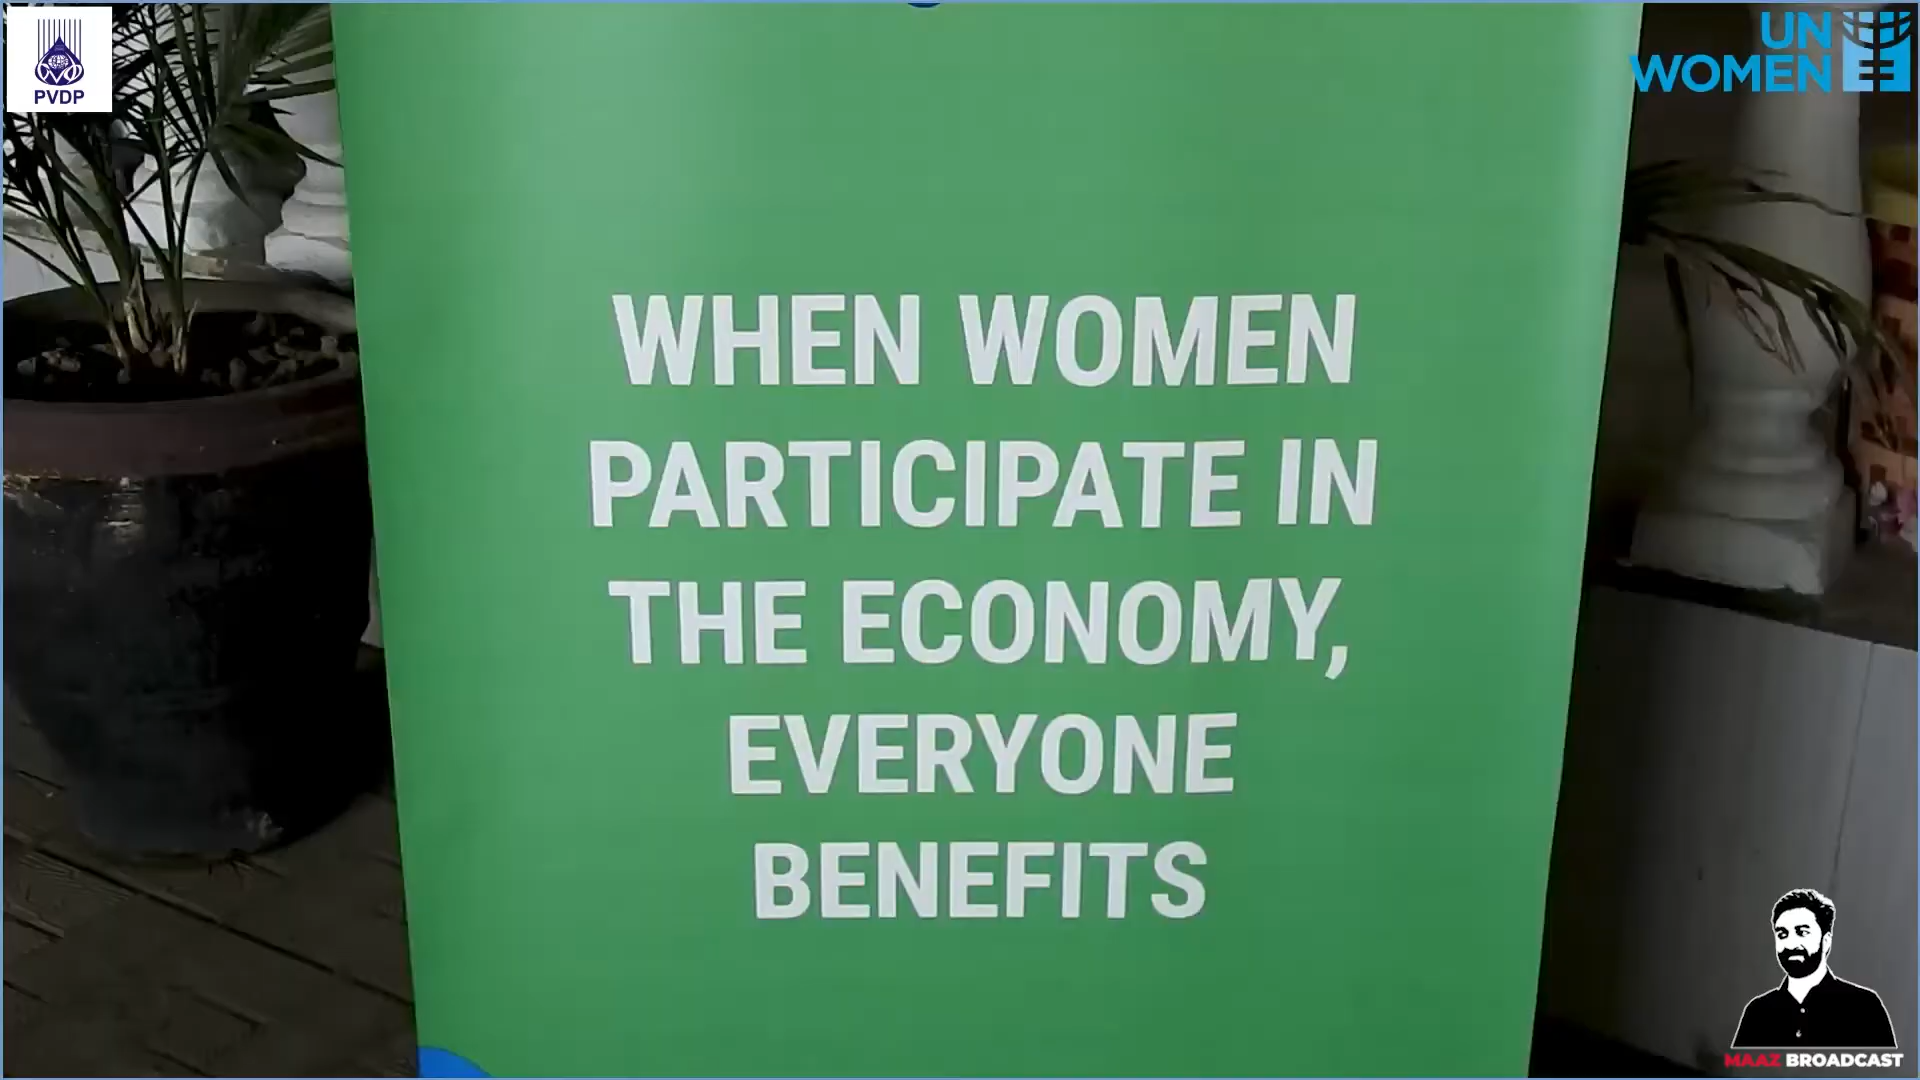 PVDP
UN
WOMEN
WHEN WOMEN
PARTICIPATE IN
THE ECONOMY,
EVERYONE
BENEFITS
MAAZ BROADCAST